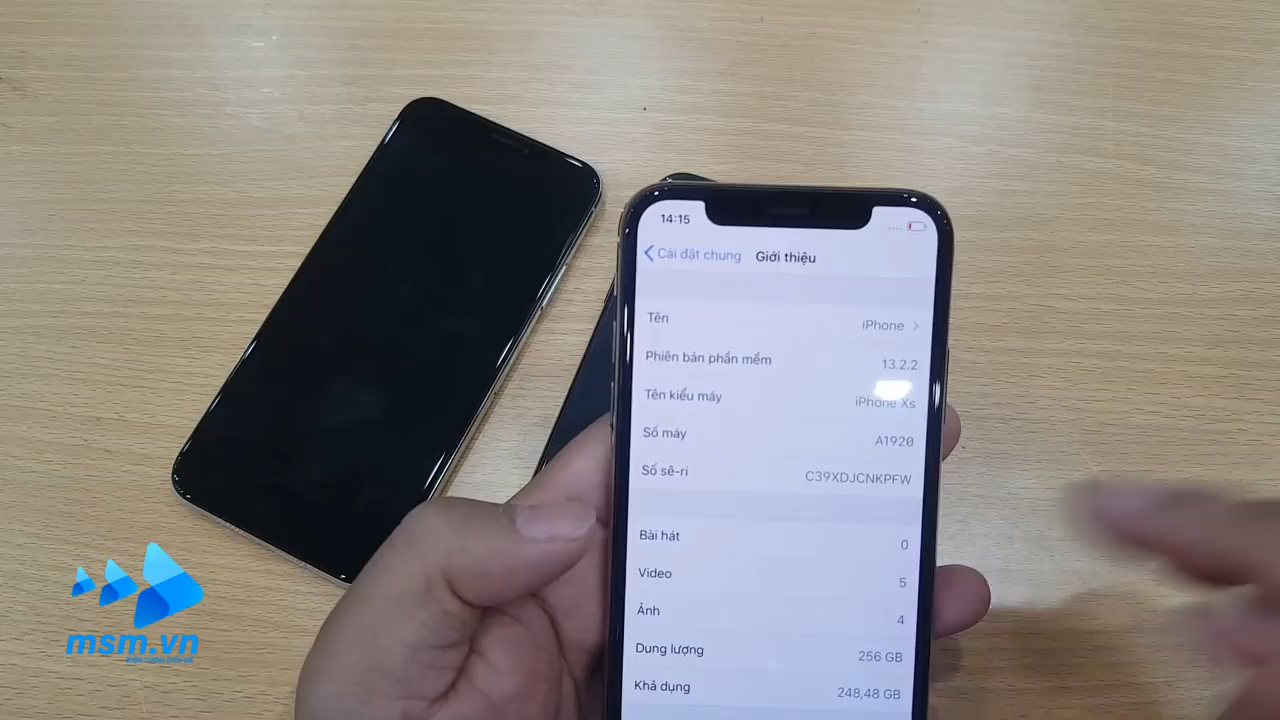 14:15
Cài đặt chung Giới thiệu
Tên iPhone
Phiên bản phần mềm 13.2.2
Tên kiểu máy iPhone Xs
Số máy A1920
Số sê-ri C39XDJCNKPFW
Bài hát 0
Video 5
Ảnh 4
Dung lượng 256 GB
Khả dụng 248,48 GB
msm.vn